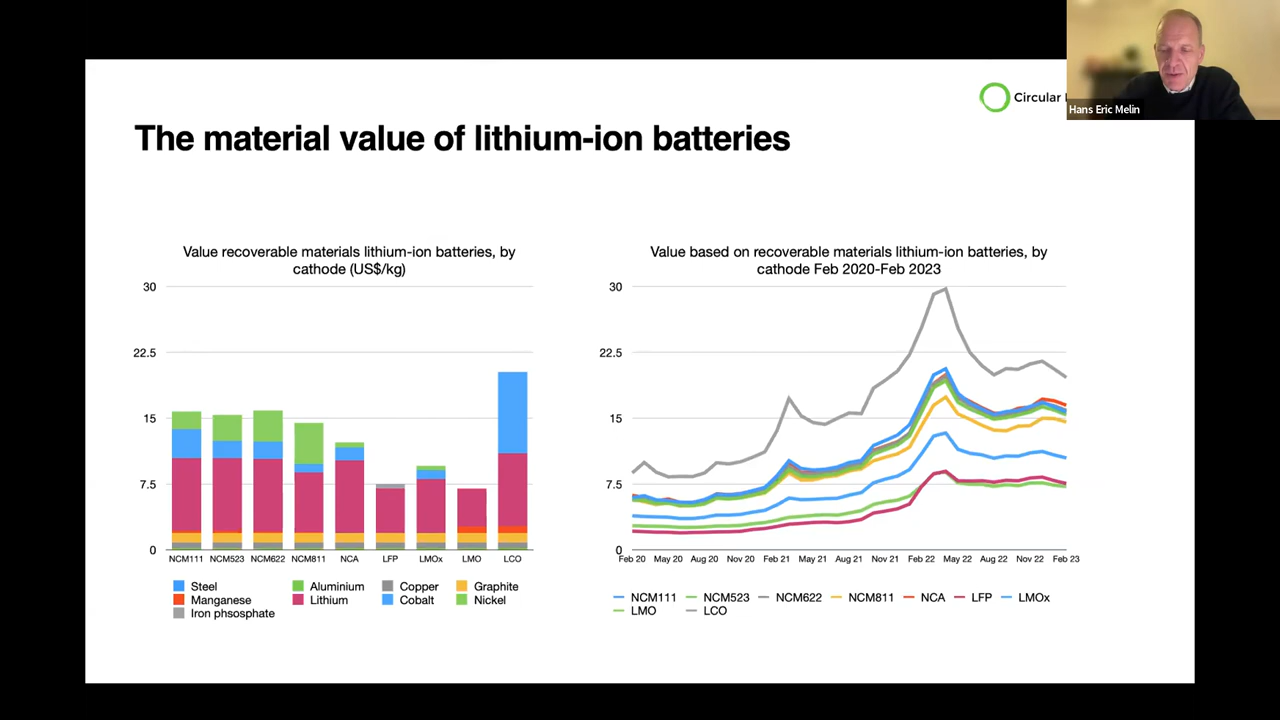 Circular
Hans Eric Melin
The material value of lithium-ion batteries
Value recoverable materials lithium-ion batteries, by
cathode (US$/kg)
30
22.5
15
7.5
0
NCM111 NCM523 NCM622 NCM811 NCA LFP LMOx LMO LCO
Steel Aluminium Copper Graphite
Manganese Lithium Cobalt Nickel
Iron phsosphate
Value based on recoverable materials lithium-ion batteries, by
cathode Feb 2020-Feb 2023
30
22.5
15
7.5
0
Feb 20 May 20 Aug 20 Nov 20 Feb 21 May 21 Aug 21 Nov 21 Feb 22 May 22 Aug 22 Nov 22 Feb 23
NCM111 NCM523 NCM622 NCM811 NCA LFP LMOx
LMO LCO